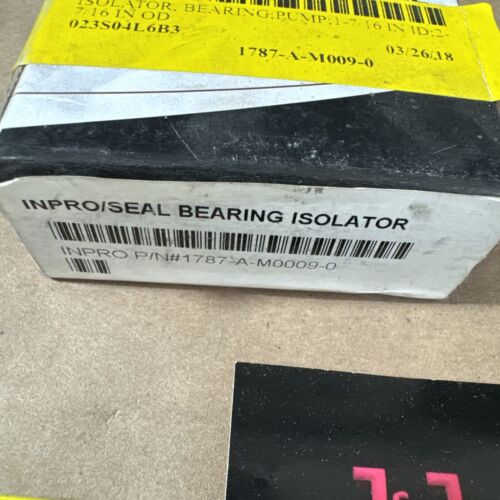 ISOLATOR, BEARING;PUMP;1-7/16 IN ID;2-
7/16 IN OD
023S04L6B3
1787-A-M009-0 03/26/18
INPRO/SEAL BEARING ISOLATOR
INPRO P/N#1787-A-M0009-0